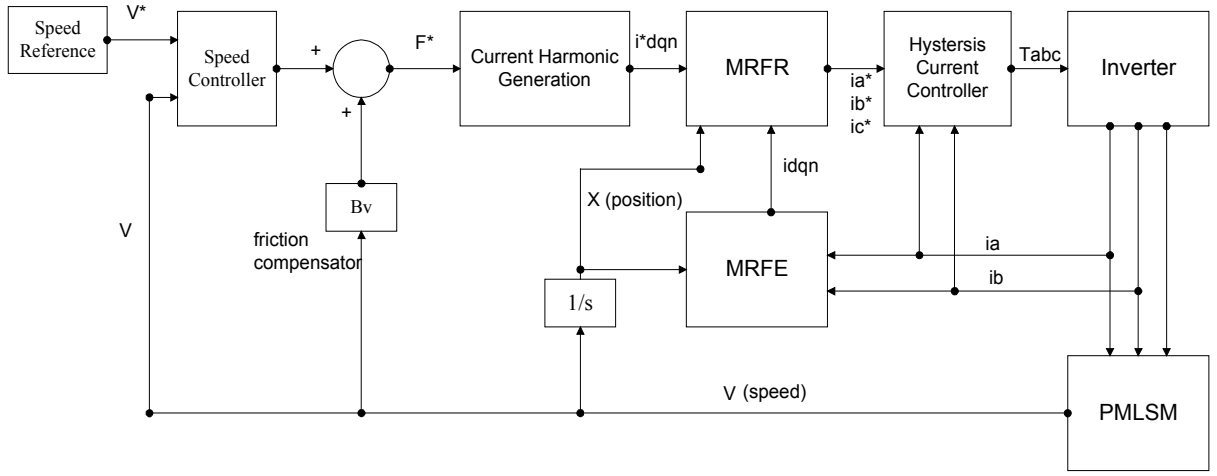 Speed
Reference
V*
Speed
Controller
+
+
F*
Current Harmonic
Generation
i*dqn
MRFR
ia*
ib*
ic*
Hystersis
Current
Controller
Tabc
Inverter
V
friction
compensator
Bv
X (position)
idqn
1/s
MRFE
ia
ib
V (speed)
PMLSM